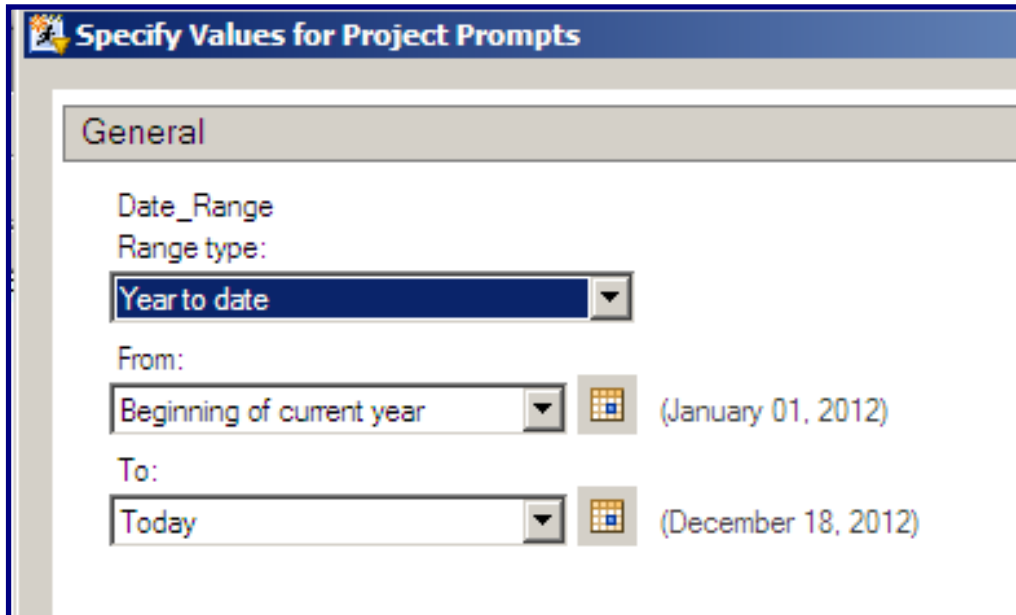 Specify Values for Project Prompts
General
Date_Range
Range type:
Year to date
From:
Beginning of current year (January 01, 2012)
To:
Today (December 18, 2012)